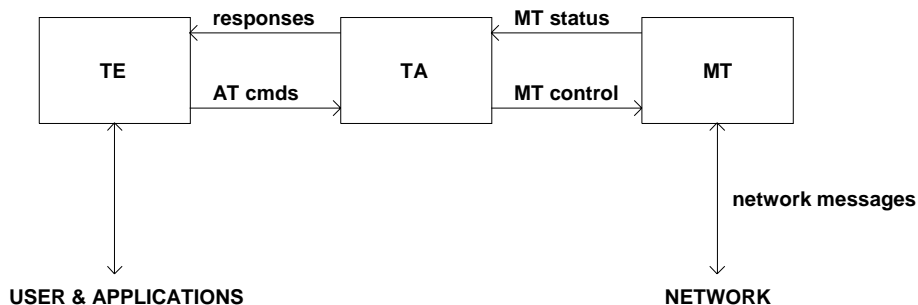 responses
MT status
TE
TA
MT
AT cmds
MT control
network messages
USER & APPLICATIONS
NETWORK